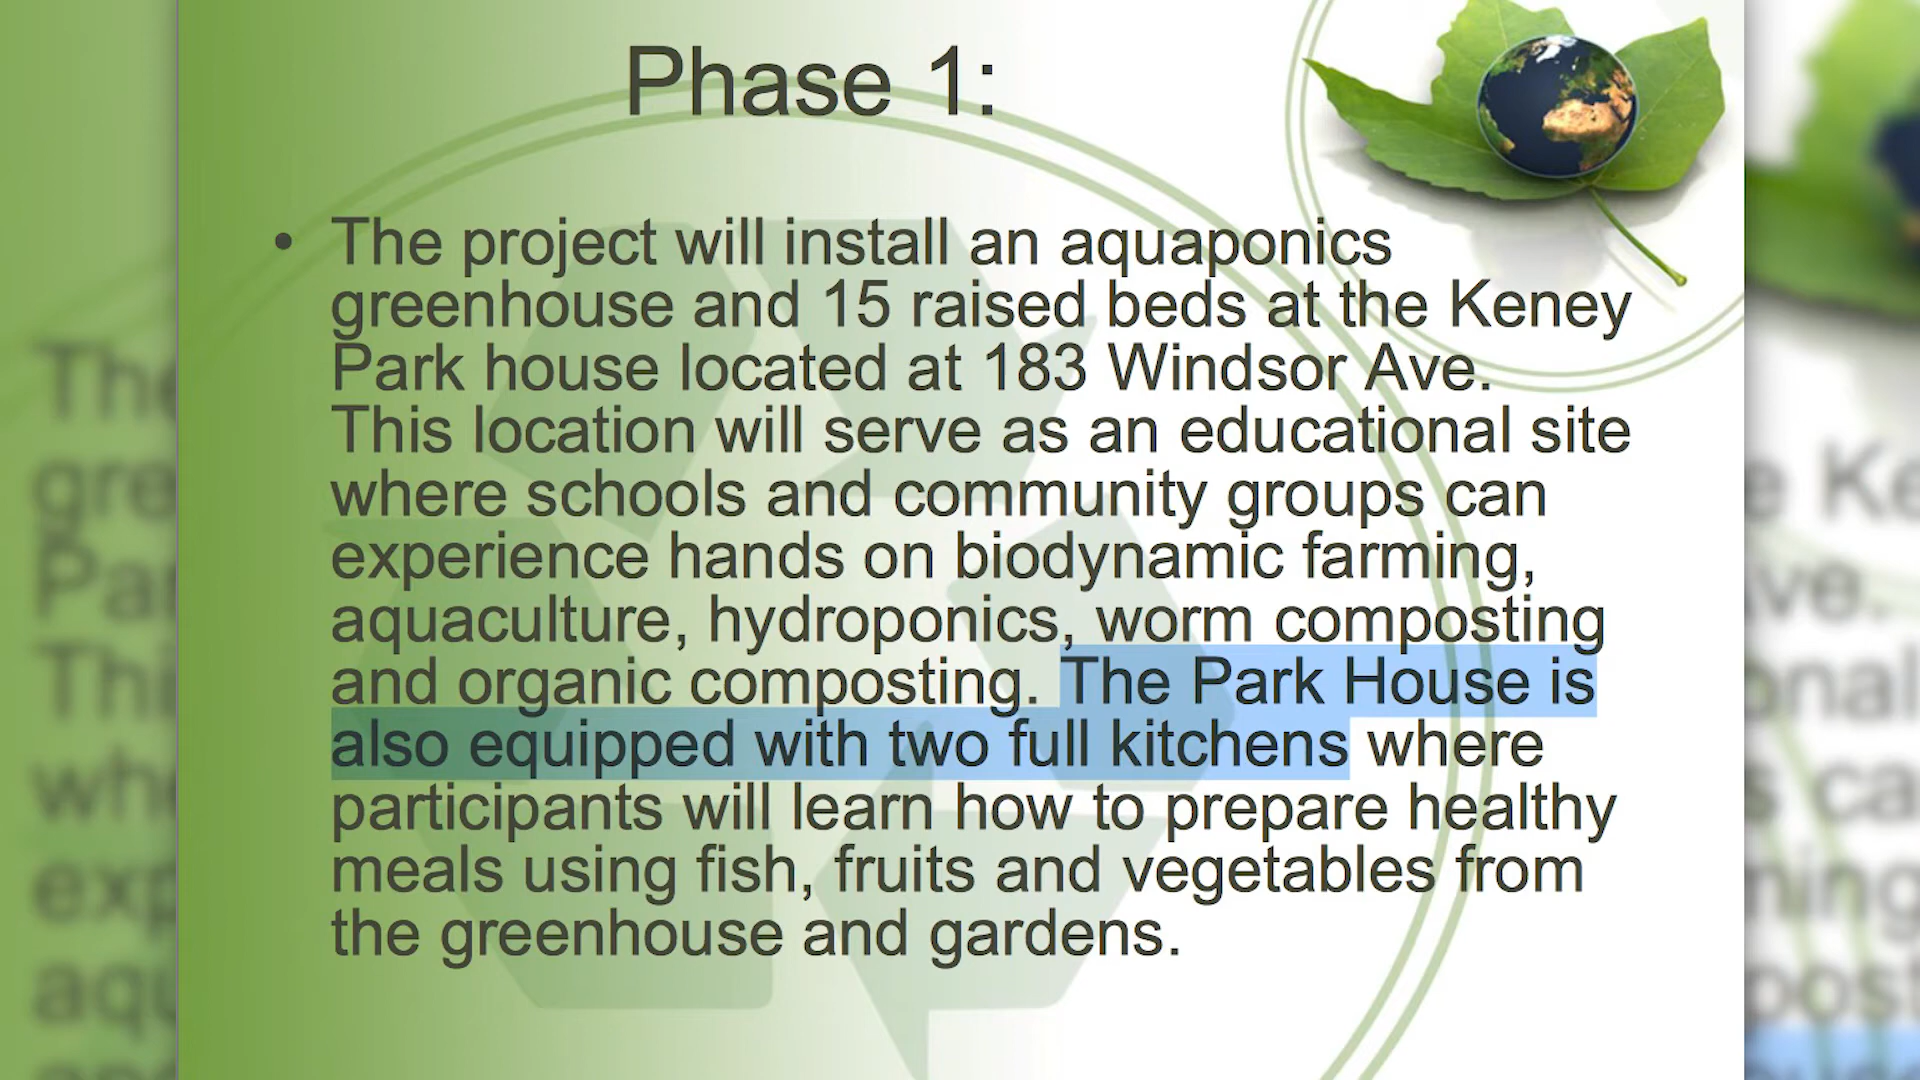 Phase 1:
• The project will install an aquaponics
greenhouse and 15 raised beds at the Keney
Park house located at 183 Windsor Ave.
This location will serve as an educational site
where schools and community groups can
experience hands on biodynamic farming,
aquaculture, hydroponics, worm composting
and organic composting. The Park House is
also equipped with two full kitchens where
participants will learn how to prepare healthy
meals using fish, fruits and vegetables from
the greenhouse and gardens.